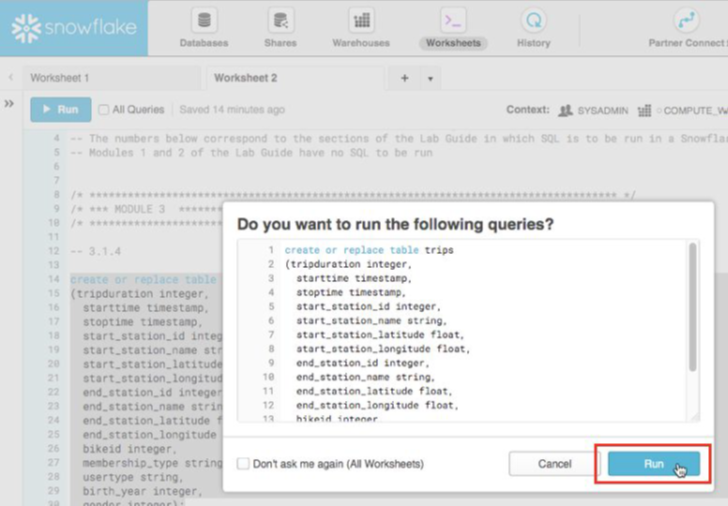 snowflake
Databases Shares Warehouses Worksheets History Partner Connect
Worksheet 1 Worksheet 2
Run All Queries Saved 14 minutes ago Context: SYSADMIN COMPUTE_W
4 -- The numbers below correspond to the sections of the Lab Guide in which SQL is to be run in a Snowfla
5 -- Modules 1 and 2 of the Lab Guide have no SQL to be run
6
7
8 /* ******************************************************************************** */
9 /* *** MODULE 3 *******
10 /* ********************
11
12 -- 3.1.4
13
14 create or replace table
15 (tripduration integer,
16 starttime timestamp,
17 stoptime timestamp,
18 start_station_id integ
19 start_station_name str
20 start_station_latitude
21 start_station_longitud
22 end_station_id integer
23 end_station_name strin
24 end_station_latitude f
25 end_station_longitude
26 bikeid integer,
27 membership_type string
28 usertype string,
29 birth_year integer,
30 gender integer);
Do you want to run the following queries?
1 create or replace table trips
2 (tripduration integer,
3 starttime timestamp,
4 stoptime timestamp,
5 start_station_id integer,
6 start_station_name string,
7 start_station_latitude float,
8 start_station_longitude float,
9 end_station_id integer,
10 end_station_name string,
11 end_station_latitude float,
12 end_station_longitude float,
13 bikeid integer
Don't ask me again (All Worksheets) Cancel Run